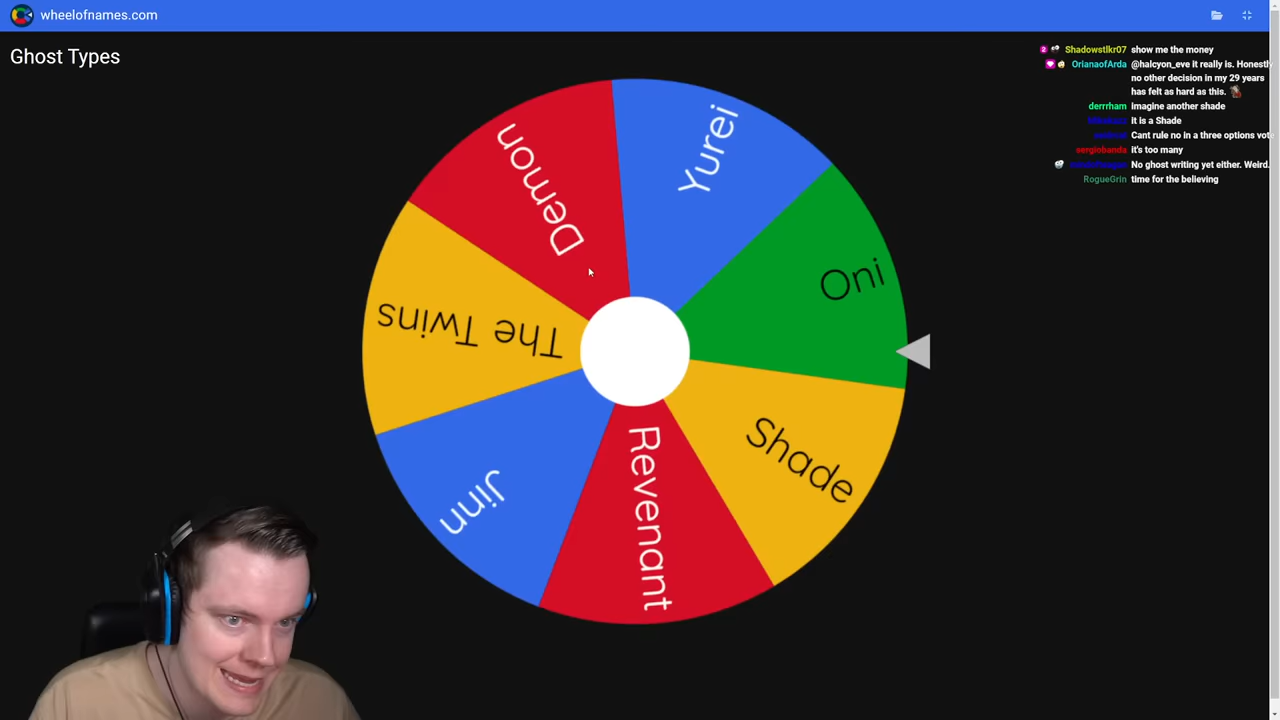 wheelofnames.com
Ghost Types
Shadowstlkr07 show me the money
OrianaofArda @halcyon_eve it really is. Honestly
no other decision in my 29 years
has felt as hard as this.
derrham imagine another shade
it is a Shade
Cant rule no in a three options vot
sergiobanda it's too many
No ghost writing yet either. Weird.
RogueGrin time for the believing
Yurei
Demon
Oni
The Twins
Shade
Jinn
Revenant